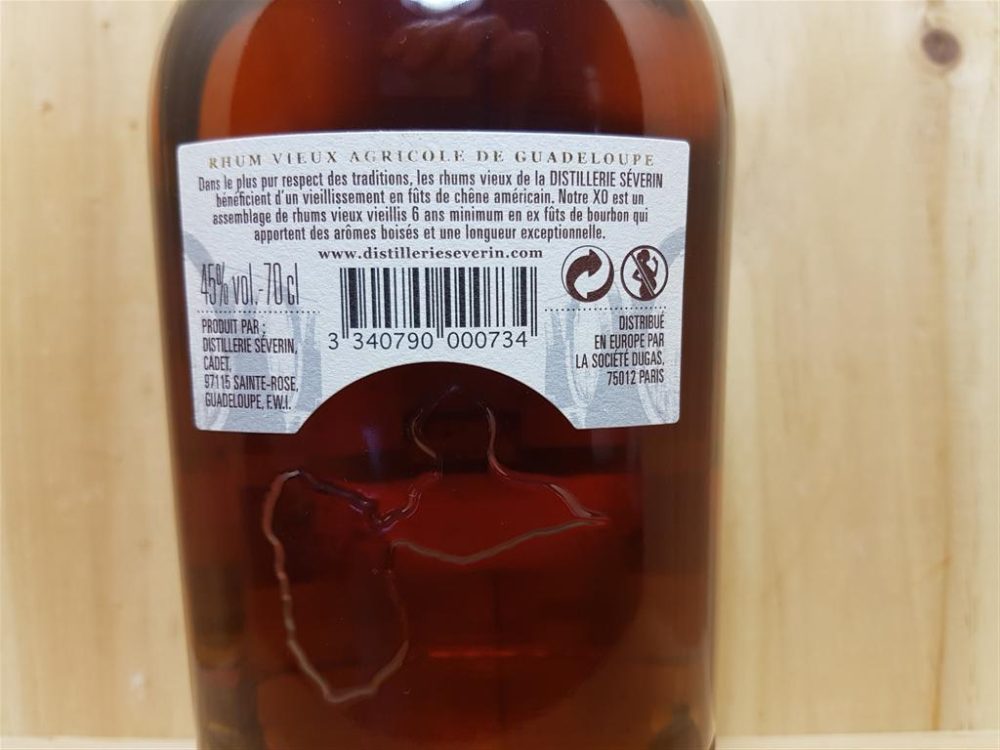 RHUM VIEUX AGRICOLE DE GUADELOUPE
Dans le plus pur respect des traditions, les rhums vieux de la DISTILLERIE SÉVERIN
bénéficient d'un vieillissement en fûts de chêne américain. Notre XO est un
assemblage de rhums vieux vieillis 6 ans minimum en ex fûts de bourbon qui
apportent des arômes boisés et une longueur exceptionnelle.
www.distillerieseverin.com
45% vol.-70 cl
PRODUIT PAR :
DISTILLERIE SÉVERIN,
CADET,
97115 SAINTE-ROSE,
GUADELOUPE, F.W.I.
3 340790 000734
DISTRIBUÉ
EN EUROPE PAR
LA SOCIÉTÉ DUGAS,
75012 PARIS